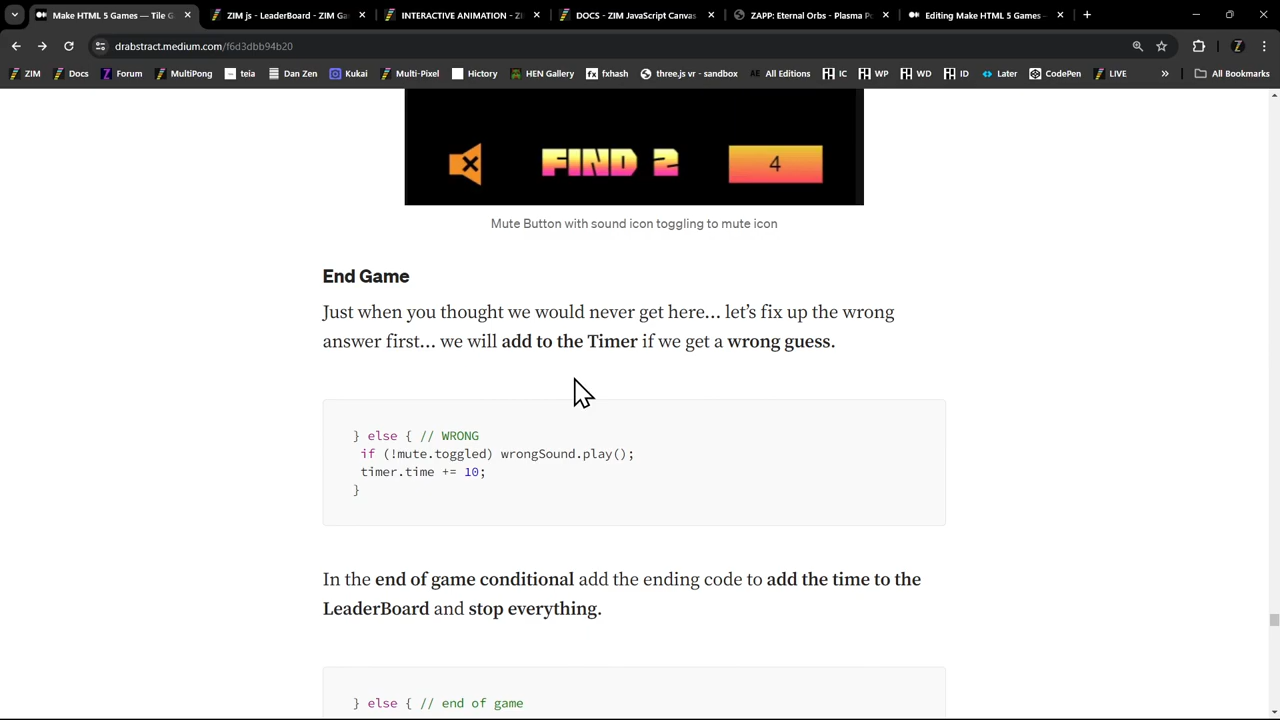 Make HTML 5 Games — Tile G
ZIM js - LeaderBoard - ZIM Ga
INTERACTIVE ANIMATION - Z
DOCS - ZIM JavaScript Canvas
ZAPP: Eternal Orbs - Plasma P
Editing Make HTML 5 Games –
drabstract.medium.com/f6d3dbb94b20
ZIM Docs Forum MultiPong teia Dan Zen Kukai Multi-Pixel Hictory HEN Gallery fxhash three.js vr - sandbox All Editions IC WP WD ID Later CodePen LIVE » All Bookmarks
FIND 2 4
Mute Button with sound icon toggling to mute icon
End Game
Just when you thought we would never get here… let’s fix up the wrong
answer first… we will add to the Timer if we get a wrong guess.
} else { // WRONG
if (!mute.toggled) wrongSound.play();
timer.time += 10;
}
In the end of game conditional add the ending code to add the time to the
LeaderBoard and stop everything.
} else { // end of game